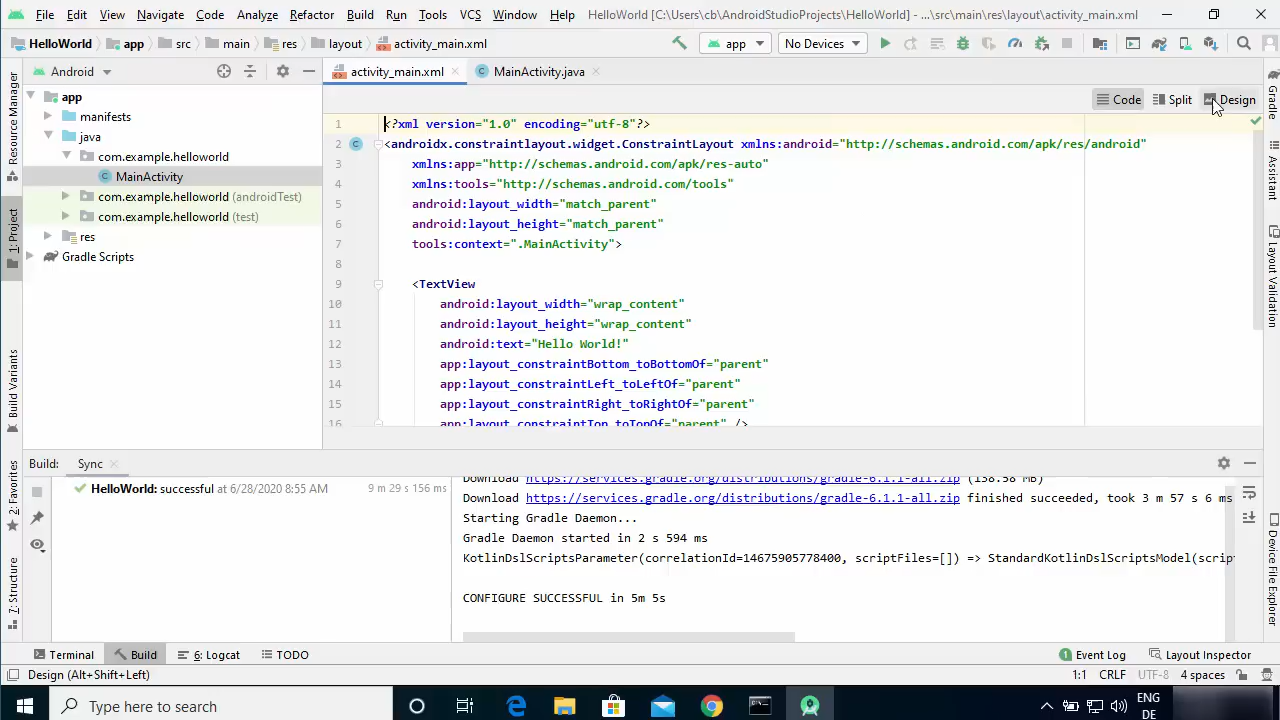 File Edit View Navigate Code Analyze Refactor Build Run Tools VCS Window Help HelloWorld [C:\Users\cb\AndroidStudioProjects\HelloWorld] - ...\src\main\res\layout\activity_main.xml
HelloWorld app src main res layout activity_main.xml app No Devices
Android
activity_main.xml MainActivity.java
Code Split Design
app
manifests
java
com.example.helloworld
MainActivity
com.example.helloworld (androidTest)
com.example.helloworld (test)
res
Gradle Scripts
Resource Manager
1: Project
Build Variants
2: Favorites
7: Structure
1 <?xml version="1.0" encoding="utf-8"?>
2 <androidx.constraintlayout.widget.ConstraintLayout xmlns:android="http://schemas.android.com/apk/res/android"
3 xmlns:app="http://schemas.android.com/apk/res-auto"
4 xmlns:tools="http://schemas.android.com/tools"
5 android:layout_width="match_parent"
6 android:layout_height="match_parent"
7 tools:context=".MainActivity">
8
9 <TextView
10 android:layout_width="wrap_content"
11 android:layout_height="wrap_content"
12 android:text="Hello World!"
13 app:layout_constraintBottom_toBottomOf="parent"
14 app:layout_constraintLeft_toLeftOf="parent"
15 app:layout_constraintRight_toRightOf="parent"
16 app:layout_constraintTop_toTopOf="parent" />
Gradle
Assistant
Layout Validation
Device File Explorer
Build: Sync
HelloWorld: successful at 6/28/2020 8:55 AM 9 m 29 s 156 ms
Download https://services.gradle.org/distributions/gradle-6.1.1-all.zip (158.58 MB)
Download https://services.gradle.org/distributions/gradle-6.1.1-all.zip finished succeeded, took 3 m 57 s 6 ms
Starting Gradle Daemon...
Gradle Daemon started in 2 s 594 ms
KotlinDslScriptsParameter(correlationId=14675905778400, scriptFiles=[]) => StandardKotlinDslScriptsModel(scrip
CONFIGURE SUCCESSFUL in 5m 5s
Terminal Build 6: Logcat TODO 1 Event Log Layout Inspector
Design (Alt+Shift+Left) 1:1 CRLF UTF-8 4 spaces
Type here to search ENG
DE